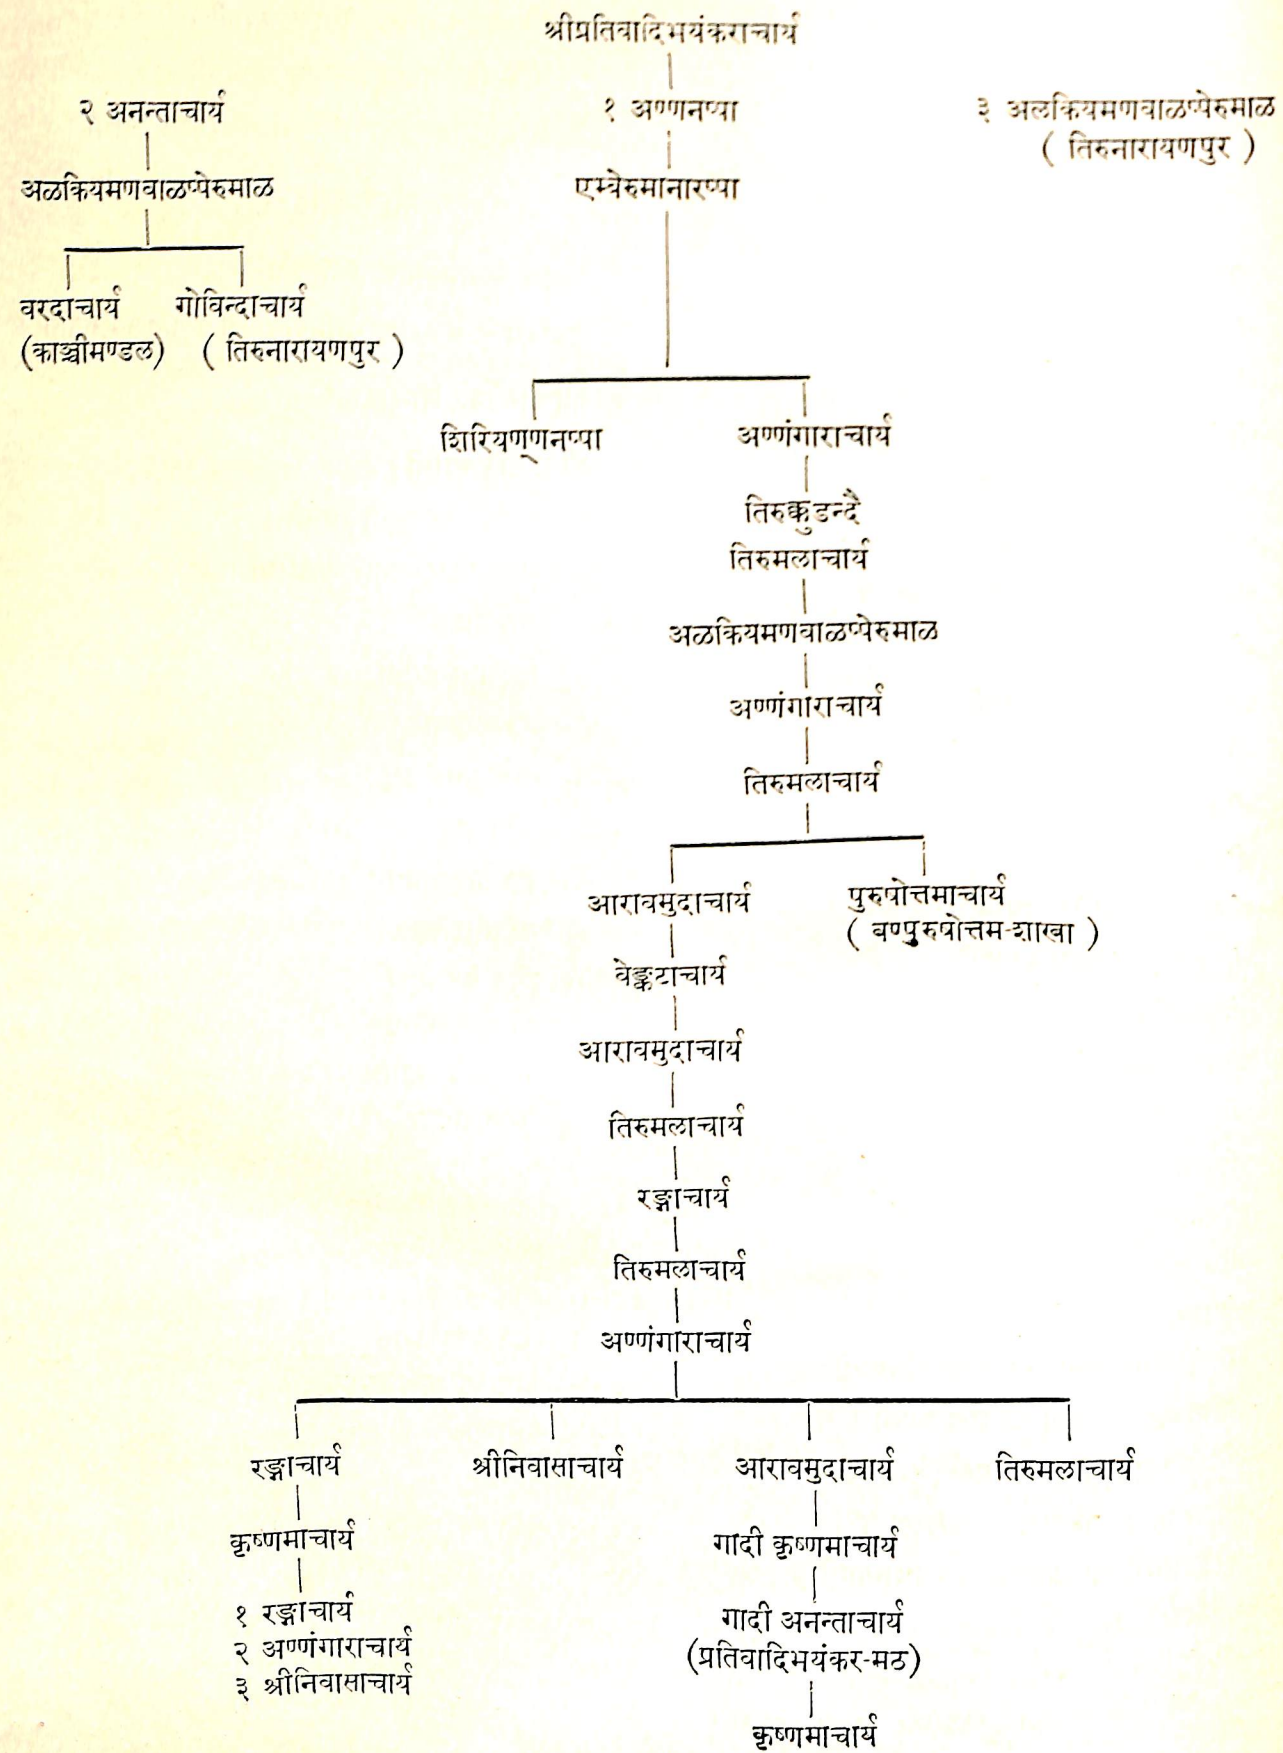 श्रीप्रतिवादिभयंकराचार्य
२ अनन्ताचार्य
१ अण्णनप्पा
३ अलकियमणवाळप्पेरुमाळ
( तिरुनारायणपुर )
अळकियमणवाळप्पेरुमाळ
एम्बेरुमानारप्पा
वरदाचार्य
गोविन्दाचार्य
(काञ्चीमण्डल)
( तिरुनारायणपुर )
शिरियण्णनप्पा
अण्णंगाराचार्य
तिरुक्कुडन्दै
तिरुमलाचार्य
अळकियमणवाळप्पेरुमाळ
अण्णंगाराचार्य
तिरुमलाचार्य
आरावमुदाचार्य
पुरुषोत्तमाचार्य
( वण्पुरुषोत्तम-शाखा )
वेङ्कटाचार्य
आरावमुदाचार्य
तिरुमलाचार्य
रङ्गाचार्य
तिरुमलाचार्य
अण्णंगाराचार्य
रङ्गाचार्य
श्रीनिवासाचार्य
आरावमुदाचार्य
तिरुमलाचार्य
कृष्णमाचार्य
गादी कृष्णमाचार्य
१ रङ्गाचार्य
गादी अनन्ताचार्य
२ अण्णंगाराचार्य
(प्रतिवादिभयंकर-मठ)
३ श्रीनिवासाचार्य
कृष्णमाचार्य